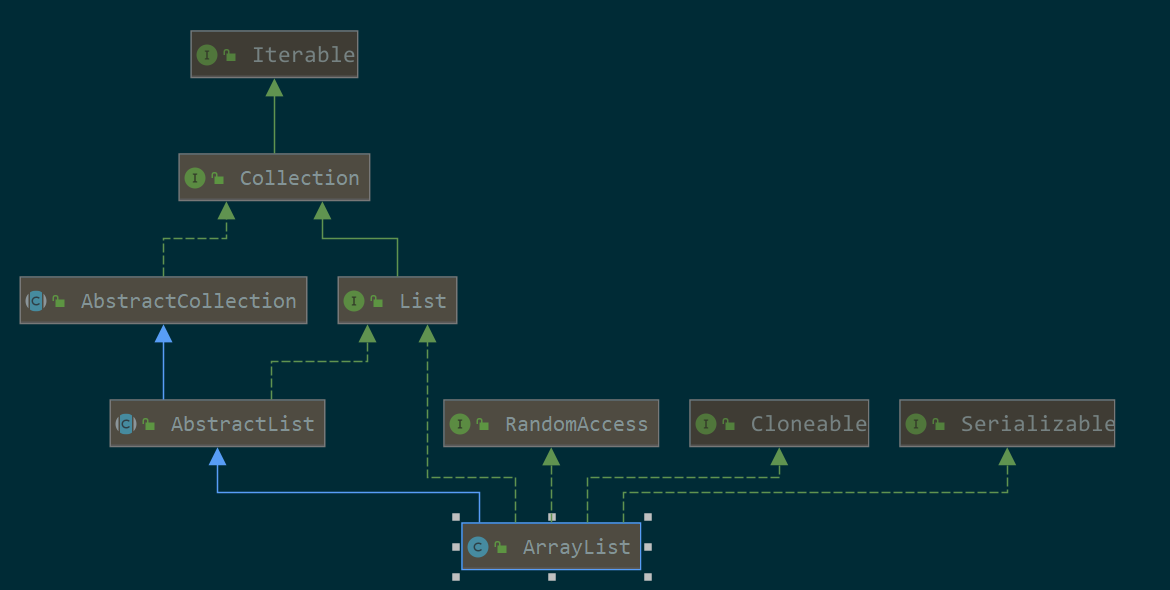 I Iterable
I Collection
C AbstractCollection
I List
C AbstractList
I RandomAccess
I Cloneable
I Serializable
C ArrayList